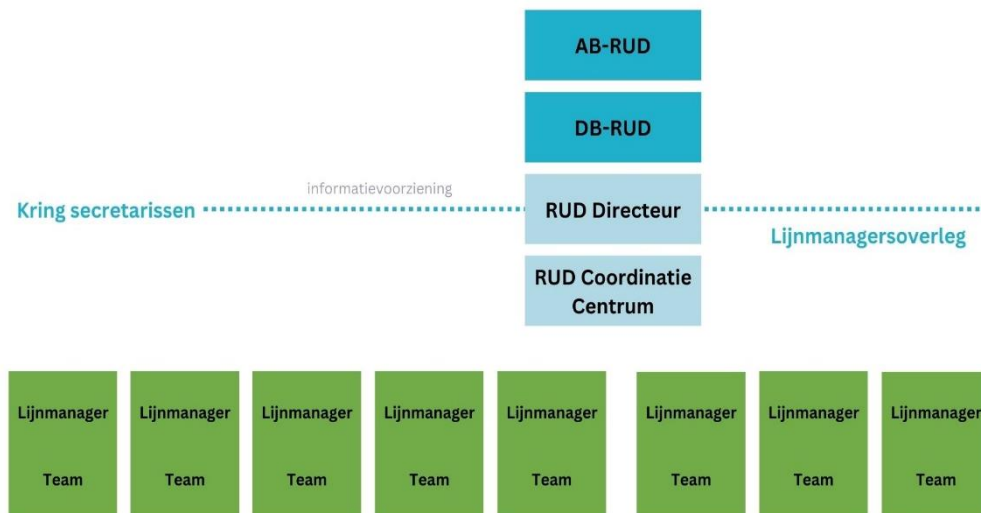 AB-RUD
DB-RUD
informatievoorziening
Kring secretarissen
RUD Directeur
Lijnmanagersoverleg
RUD Coordinatie
Centrum
Lijnmanager Lijnmanager Lijnmanager Lijnmanager Lijnmanager Lijnmanager Lijnmanager Lijnmanager
Team Team Team Team Team Team Team Team